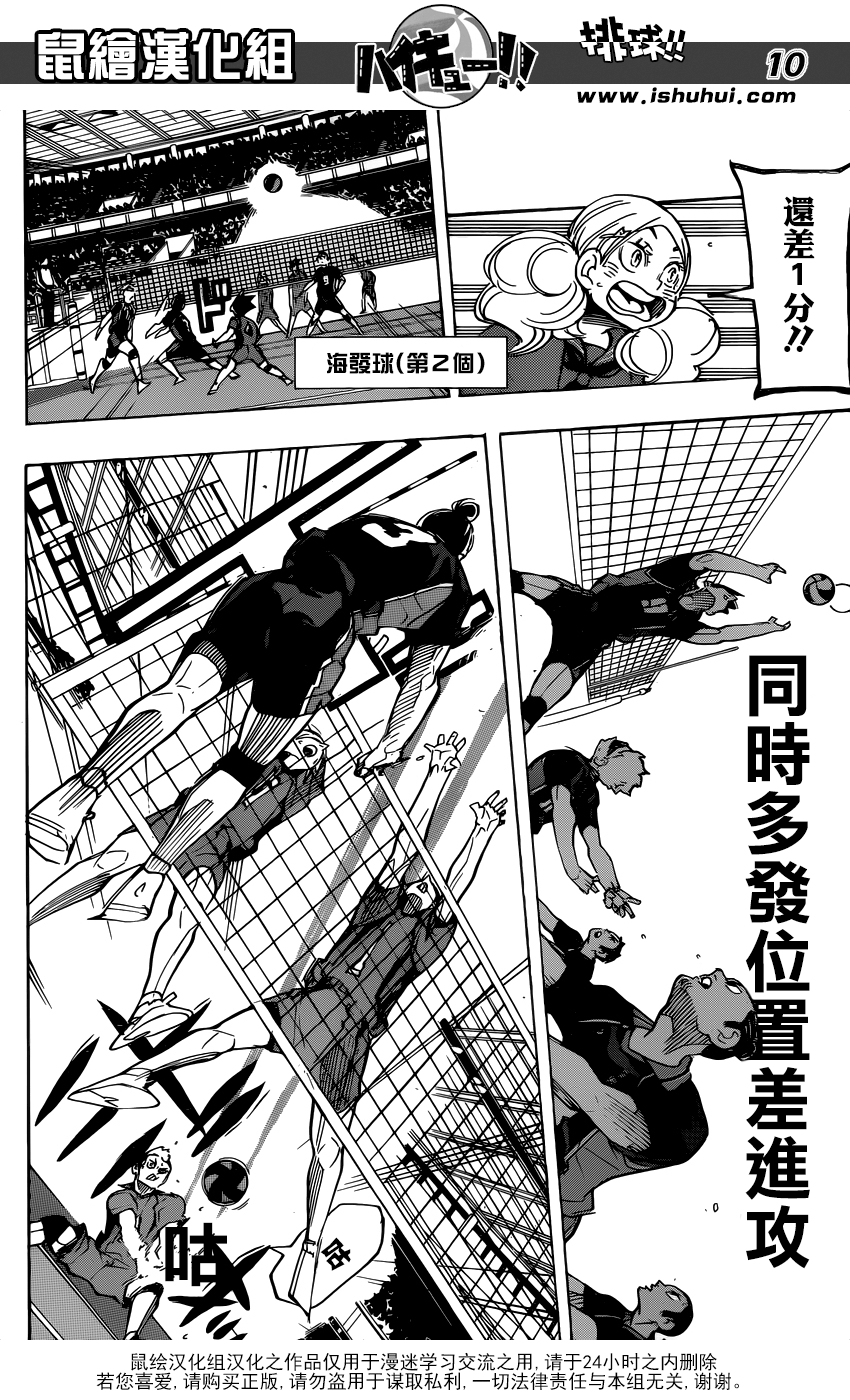 鼠繪漢化組
ハイキュー!!
排球!!
10
www.ishuhui.com
還差1分!!
ド
海發球(第2個)
9
同時多發位置差進攻
咕
咕
鼠绘汉化组汉化之作品仅用于漫迷学习交流之用, 请于24小时之内删除
若您喜爱, 请购买正版, 请勿盗用于谋取私利, 一切法律责任与本组无关, 谢谢。